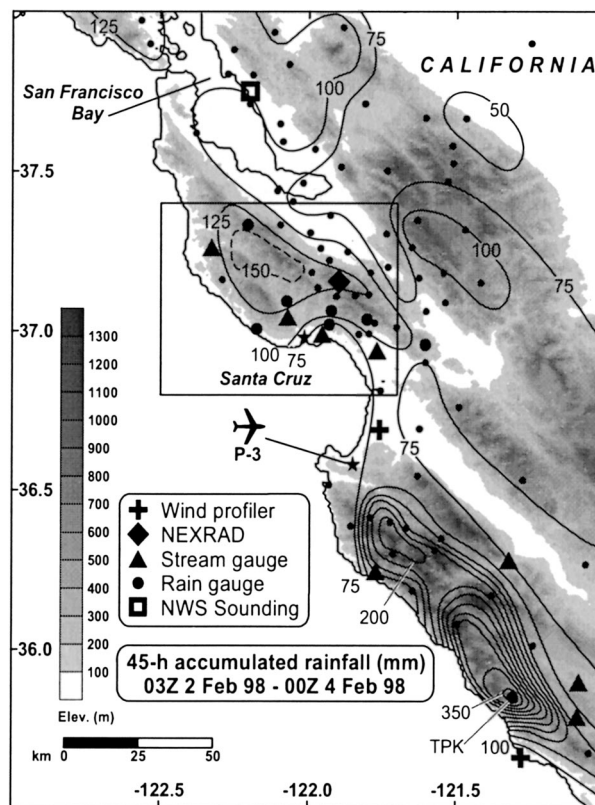 125
75
CALIFORNIA
San Francisco
Bay
100
50
37.5
125
150
100
75
37.0
100
75
Santa Cruz
P-3
75
36.5
Wind profiler
NEXRAD
Stream gauge
Rain gauge
NWS Sounding
75
200
1300
1200
1100
1000
900
800
700
600
500
400
300
200
100
36.0
45-h accumulated rainfall (mm)
03Z 2 Feb 98 - 00Z 4 Feb 98
Elev. (m)
350
TPK
100
km
0 25 50
-122.5 -122.0 -121.5